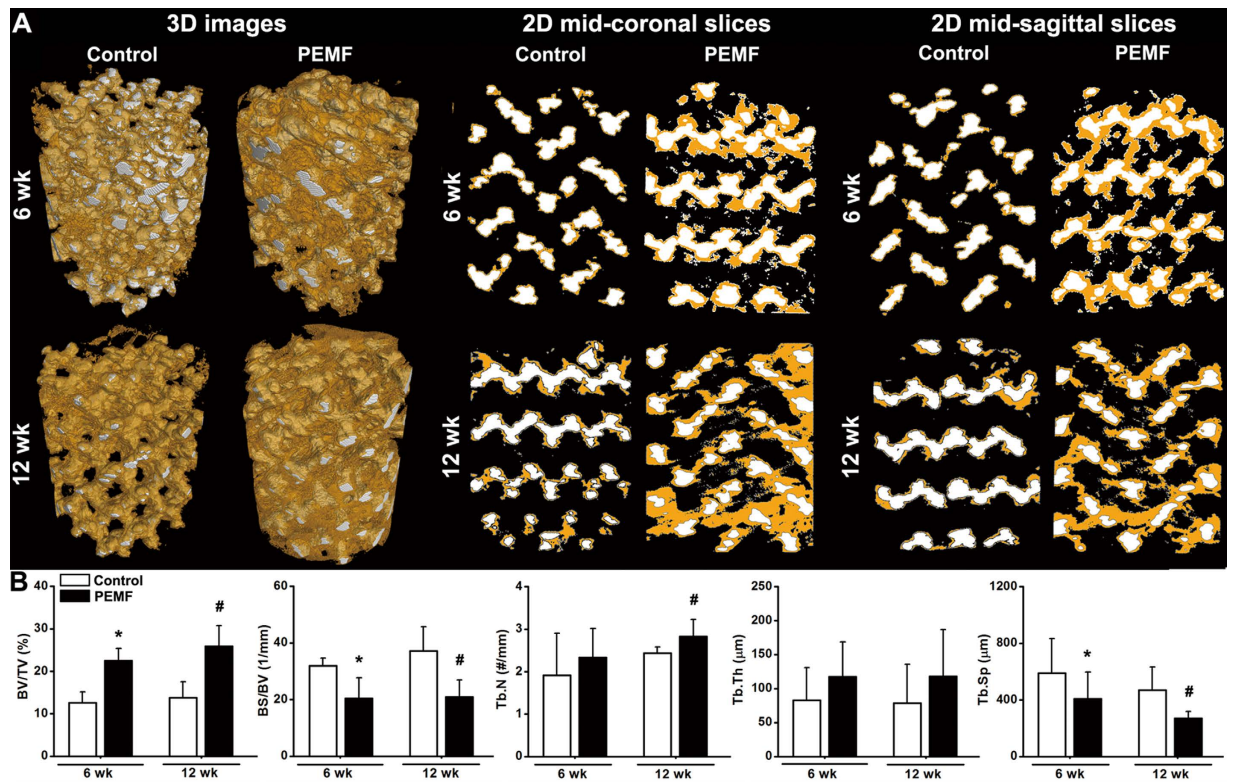 A
3D images
2D mid-coronal slices
2D mid-sagittal slices
Control
PEMF
Control
PEMF
Control
PEMF
6 wk
6 wk
6 wk
12 wk
12 wk
12 wk
B
Control
PEMF
BV/TV (%)
40
30
20
10
0
*
#
6 wk
12 wk
BS/BV (1/mm)
60
40
20
0
*
#
6 wk
12 wk
Tb.N (#/mm)
4
3
2
1
0
#
6 wk
12 wk
Tb.Th (μm)
250
200
150
100
50
0
6 wk
12 wk
Tb.Sp (μm)
1200
800
400
0
*
#
6 wk
12 wk